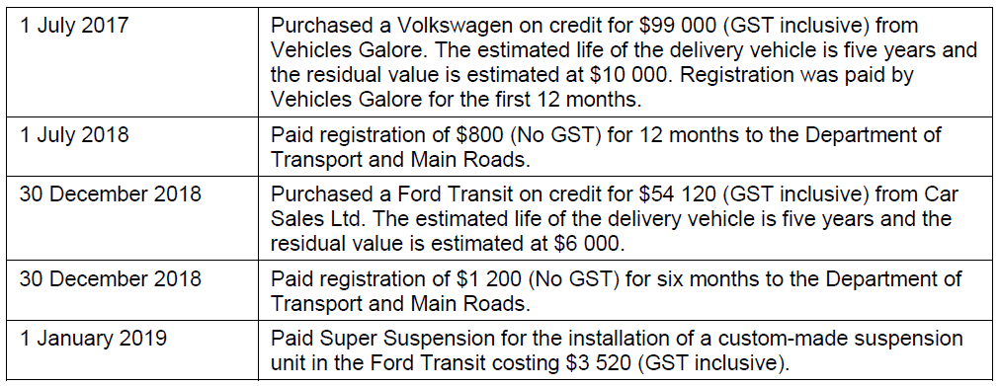 1 July 2017
Purchased a Volkswagen on credit for $99 000 (GST inclusive) from
Vehicles Galore. The estimated life of the delivery vehicle is five years and
the residual value is estimated at $10 000. Registration was paid by
Vehicles Galore for the first 12 months.
1 July 2018
Paid registration of $800 (No GST) for 12 months to the Department of
Transport and Main Roads.
30 December 2018
Purchased a Ford Transit on credit for $54 120 (GST inclusive) from Car
Sales Ltd. The estimated life of the delivery vehicle is five years and the
residual value is estimated at $6 000.
30 December 2018
Paid registration of $1 200 (No GST) for six months to the Department of
Transport and Main Roads.
1 January 2019
Paid Super Suspension for the installation of a custom-made suspension
unit in the Ford Transit costing $3 520 (GST inclusive).